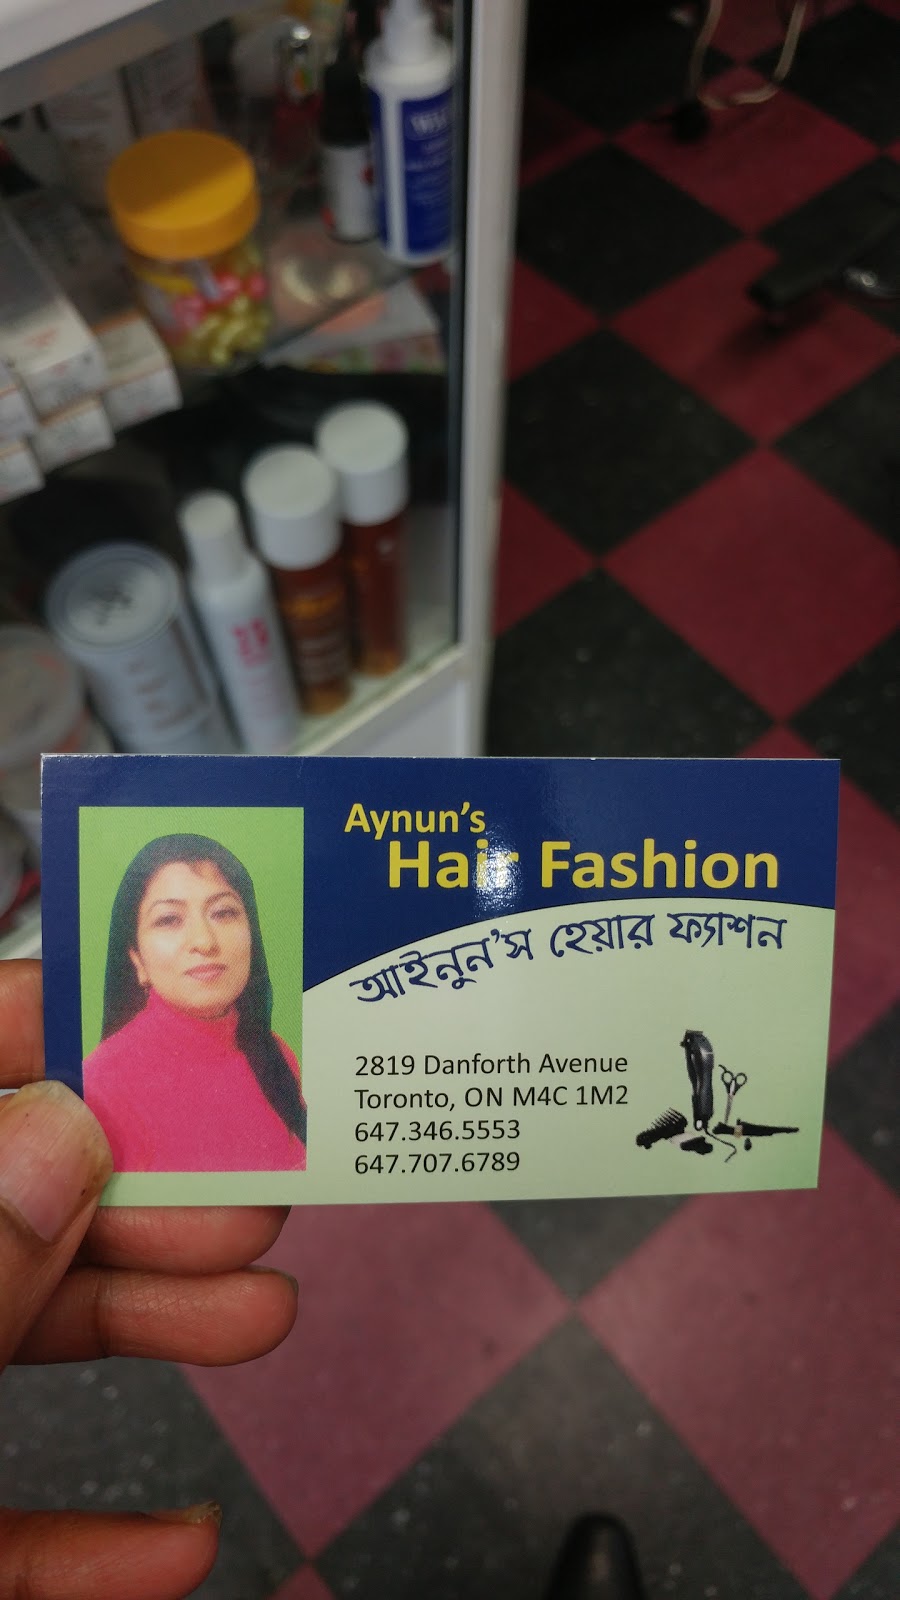 Aynun's
Hair Fashion
আইনুন'স হেয়ার ফ্যাশন
2819 Danforth Avenue
Toronto, ON M4C 1M2
647.346.5553
647.707.6789